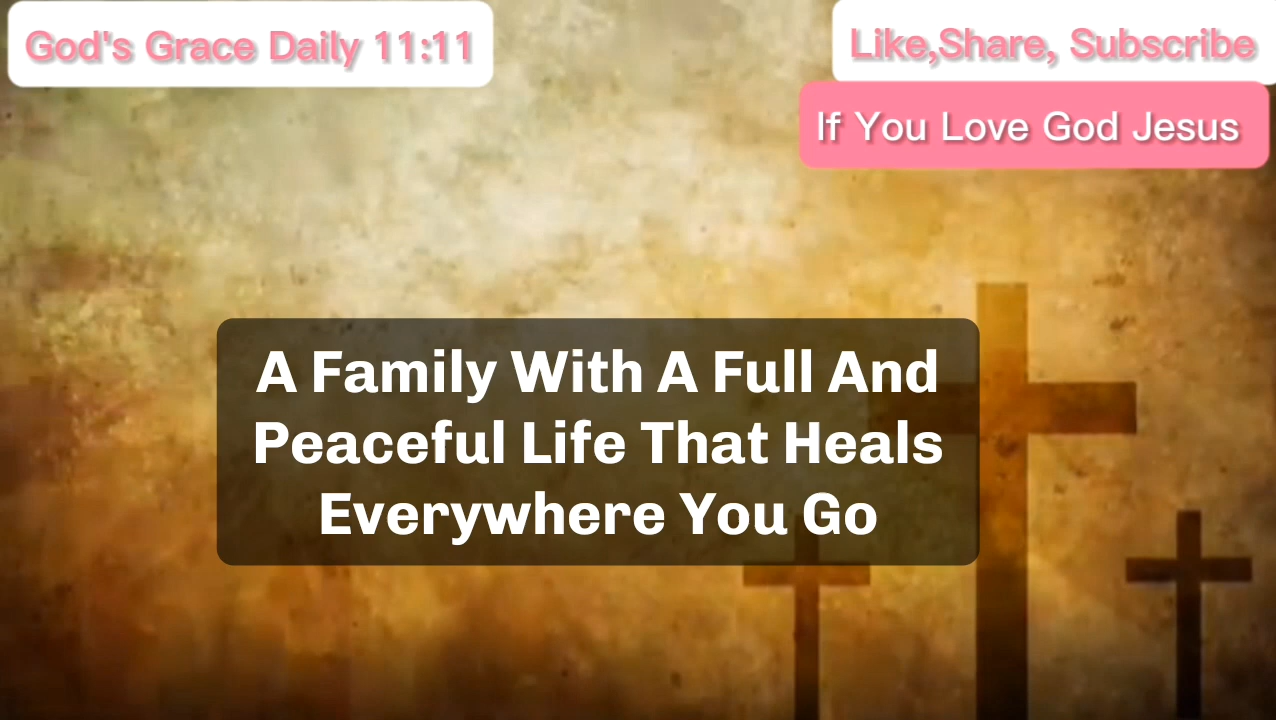 God's Grace Daily 11:11
Like,Share, Subscribe
If You Love God Jesus
A Family With A Full And
Peaceful Life That Heals
Everywhere You Go